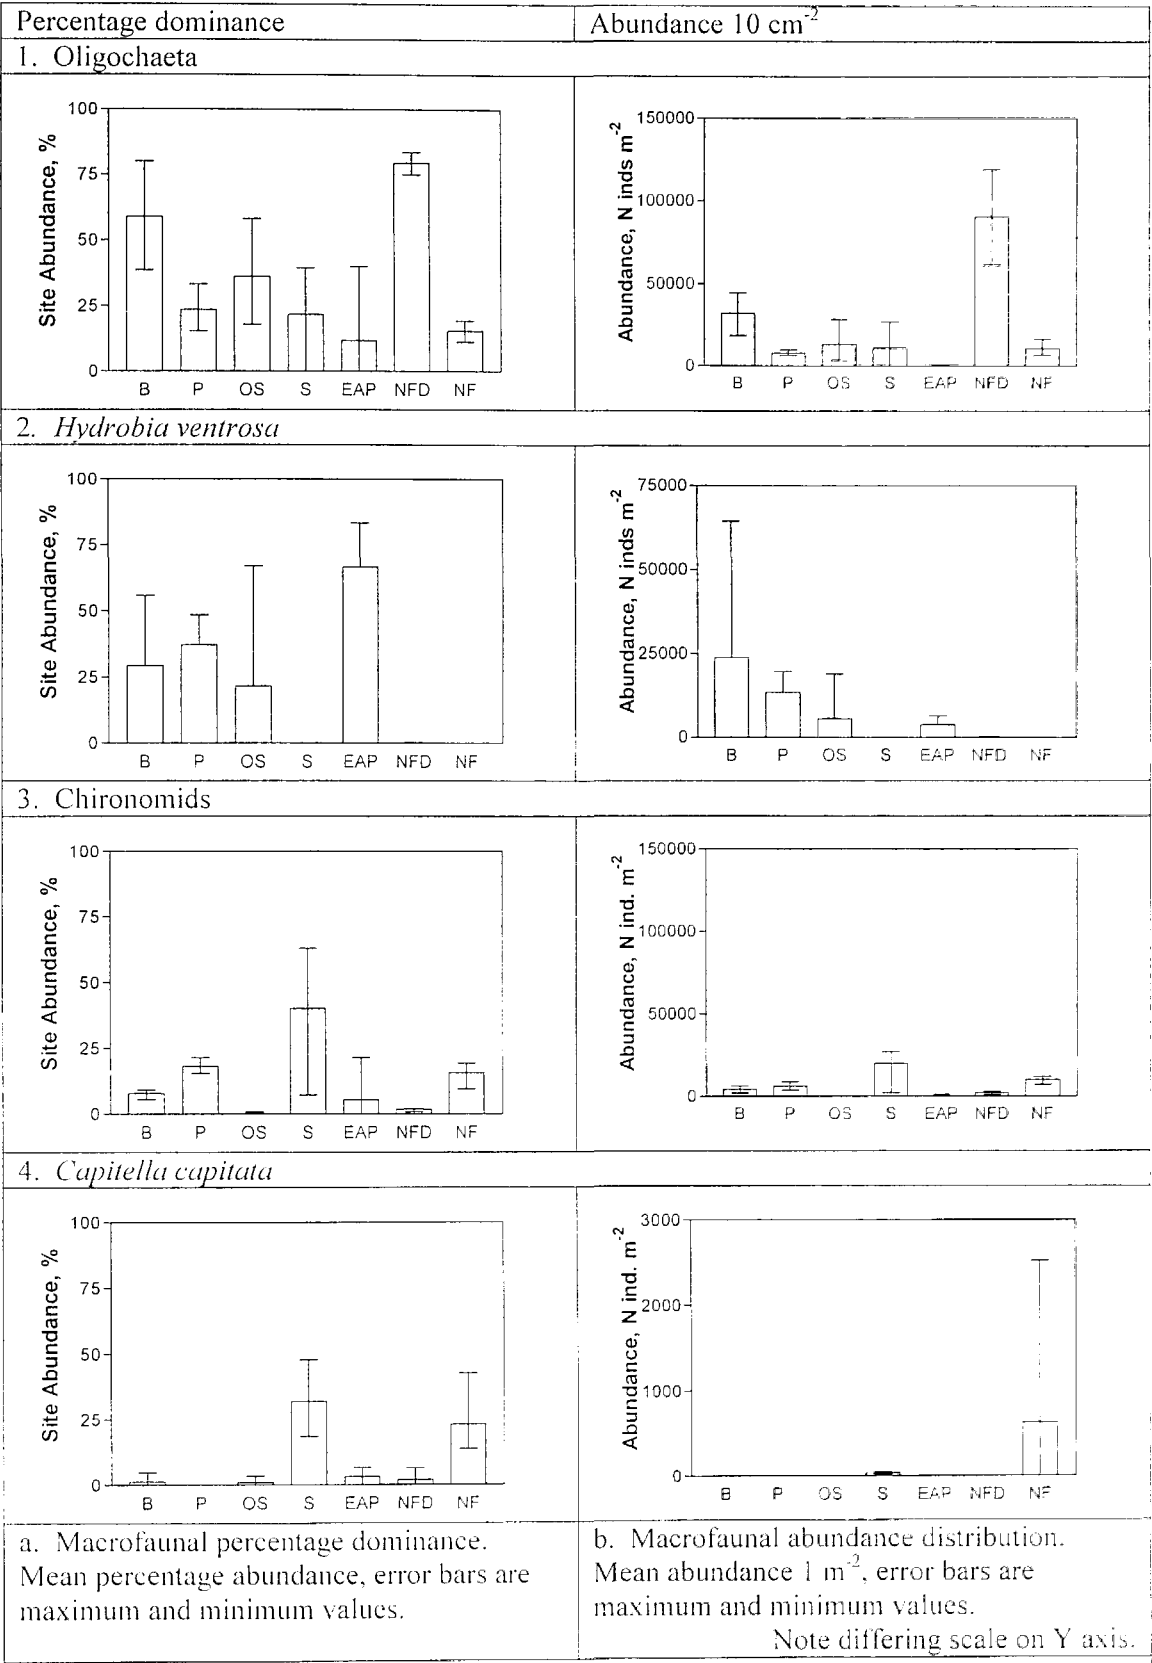 Percentage dominance
Abundance 10 cm⁻²
1. Oligochaeta
Site Abundance, %
100
75
50
25
0
B P OS S EAP NFD NF
Abundance, N inds m⁻²
150000
100000
50000
0
B P OS S EAP NFD NF
2. Hydrobia ventrosa
Site Abundance, %
100
75
50
25
0
B P OS S EAP NFD NF
Abundance, N inds m⁻²
75000
50000
25000
0
B P OS S EAP NFD NF
3. Chironomids
Site Abundance, %
100
75
50
25
0
B P OS S EAP NFD NF
Abundance, N ind. m⁻²
150000
100000
50000
0
B P OS S EAP NFD NF
4. Capitella capitata
Site Abundance, %
100
75
50
25
0
B P OS S EAP NFD NF
Abundance, N ind. m⁻²
3000
2000
1000
0
B P OS S EAP NFD NF
a. Macrofaunal percentage dominance.
Mean percentage abundance, error bars are
maximum and minimum values.
b. Macrofaunal abundance distribution.
Mean abundance 1 m⁻², error bars are
maximum and minimum values.
Note differing scale on Y axis.